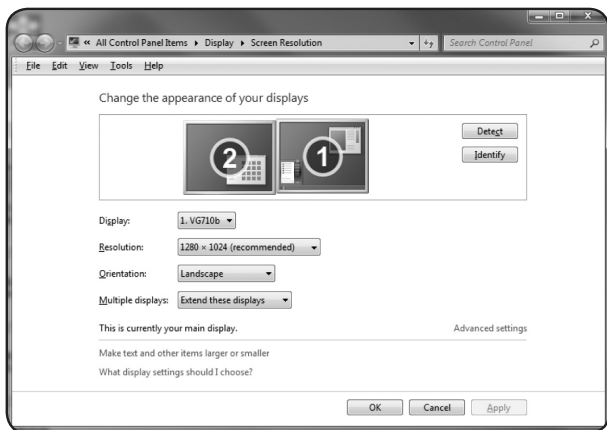 « All Control Panel Items ▸ Display ▸ Screen Resolution Search Control Panel
File Edit View Tools Help
Change the appearance of your displays
2 1
Detect
Identify
Display: 1. VG710b
Resolution: 1280 × 1024 (recommended)
Orientation: Landscape
Multiple displays: Extend these displays
This is currently your main display. Advanced settings
Make text and other items larger or smaller
What display settings should I choose?
OK Cancel Apply